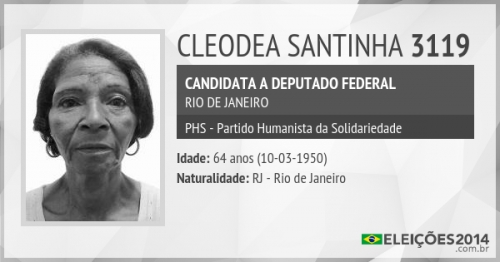 CLEODEA SANTINHA 3119
CANDIDATA A DEPUTADO FEDERAL
RIO DE JANEIRO
PHS - Partido Humanista da Solidariedade
Idade: 64 anos (10-03-1950)
Naturalidade: RJ - Rio de Janeiro
ELEIÇÕES2014
.com.br